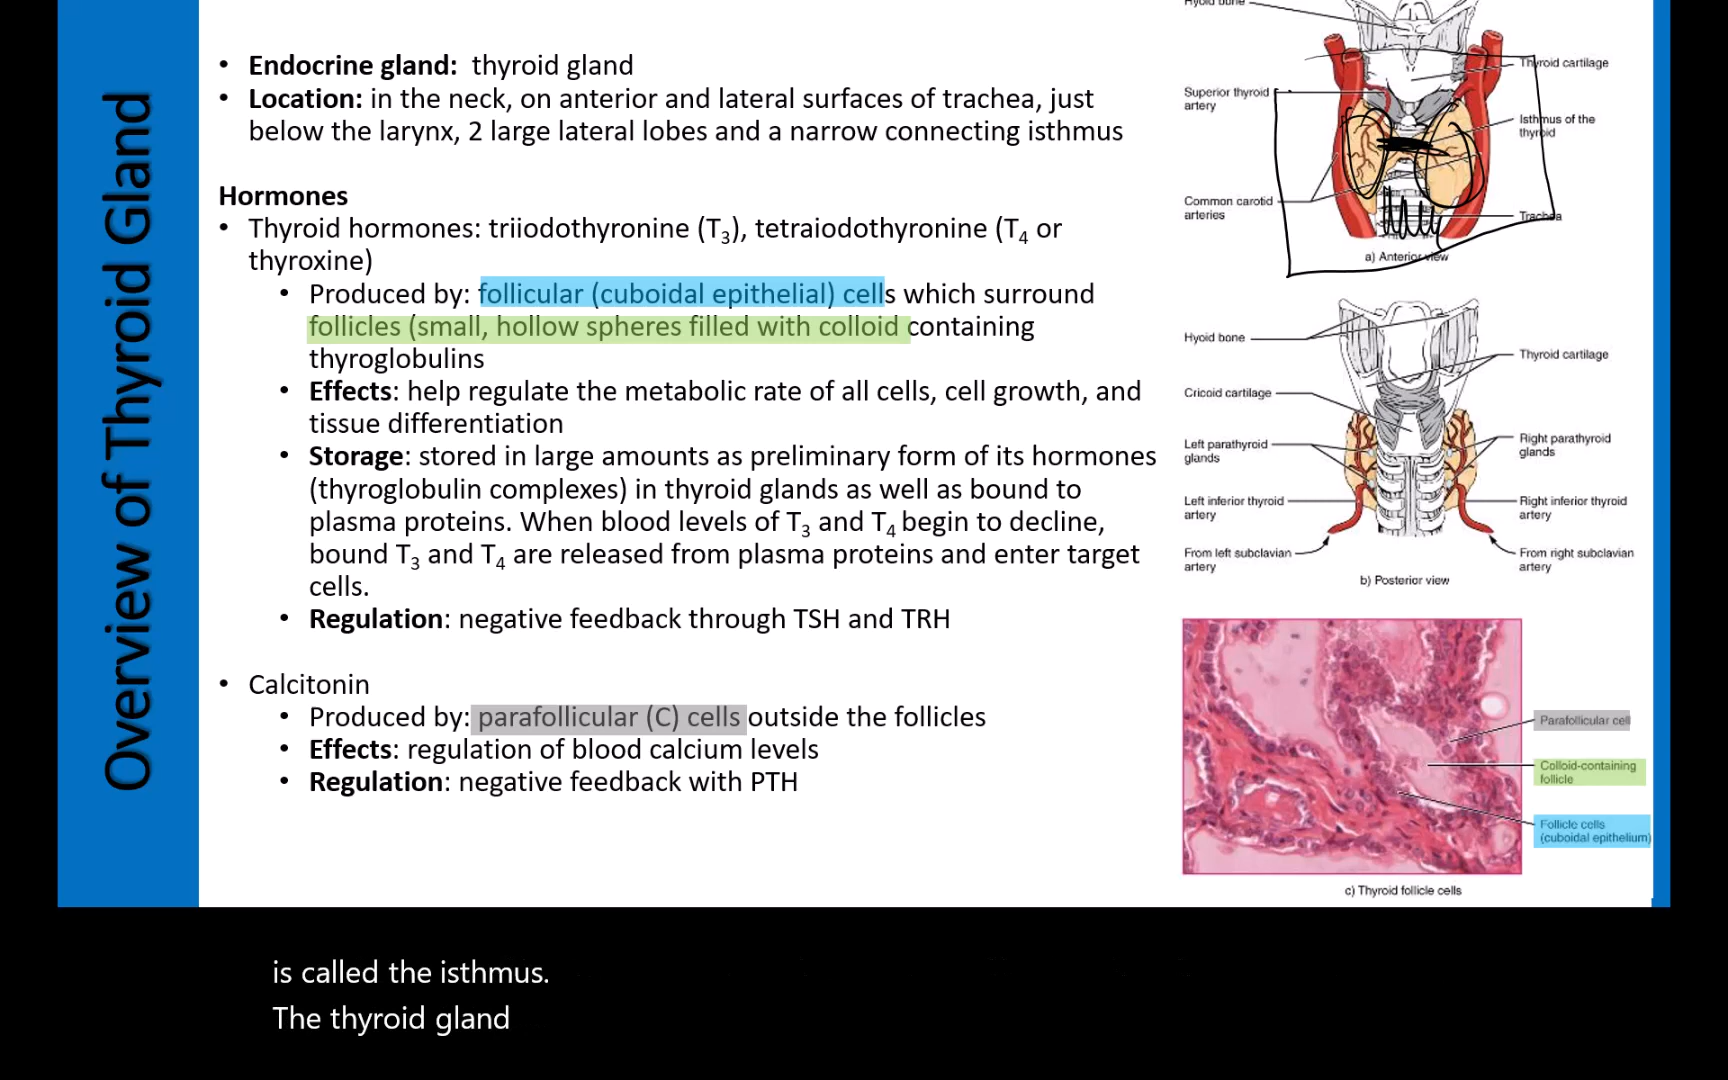 Overview of Thyroid Gland
• Endocrine gland: thyroid gland
• Location: in the neck, on anterior and lateral surfaces of trachea, just
below the larynx, 2 large lateral lobes and a narrow connecting isthmus
Hormones
• Thyroid hormones: triiodothyronine (T3), tetraiodothyronine (T4 or
thyroxine)
• Produced by: follicular (cuboidal epithelial) cells which surround
follicles (small, hollow spheres filled with colloid containing
thyroglobulins
• Effects: help regulate the metabolic rate of all cells, cell growth, and
tissue differentiation
• Storage: stored in large amounts as preliminary form of its hormones
(thyroglobulin complexes) in thyroid glands as well as bound to
plasma proteins. When blood levels of T3 and T4 begin to decline,
bound T3 and T4 are released from plasma proteins and enter target
cells.
• Regulation: negative feedback through TSH and TRH
• Calcitonin
• Produced by: parafollicular (C) cells outside the follicles
• Effects: regulation of blood calcium levels
• Regulation: negative feedback with PTH
Hyoid bone
Thyroid cartilage
Superior thyroid
artery
Isthmus of the
thyroid
Common carotid
arteries
Trachea
a) Anterior view
Hyoid bone
Thyroid cartilage
Cricoid cartilage
Left parathyroid
glands
Right parathyroid
glands
Left inferior thyroid
artery
Right inferior thyroid
artery
From left subclavian
artery
From right subclavian
artery
b) Posterior view
Parafollicular cell
Colloid-containing
follicle
Follicle cells
(cuboidal epithelium)
c) Thyroid follicle cells
is called the isthmus.
The thyroid gland